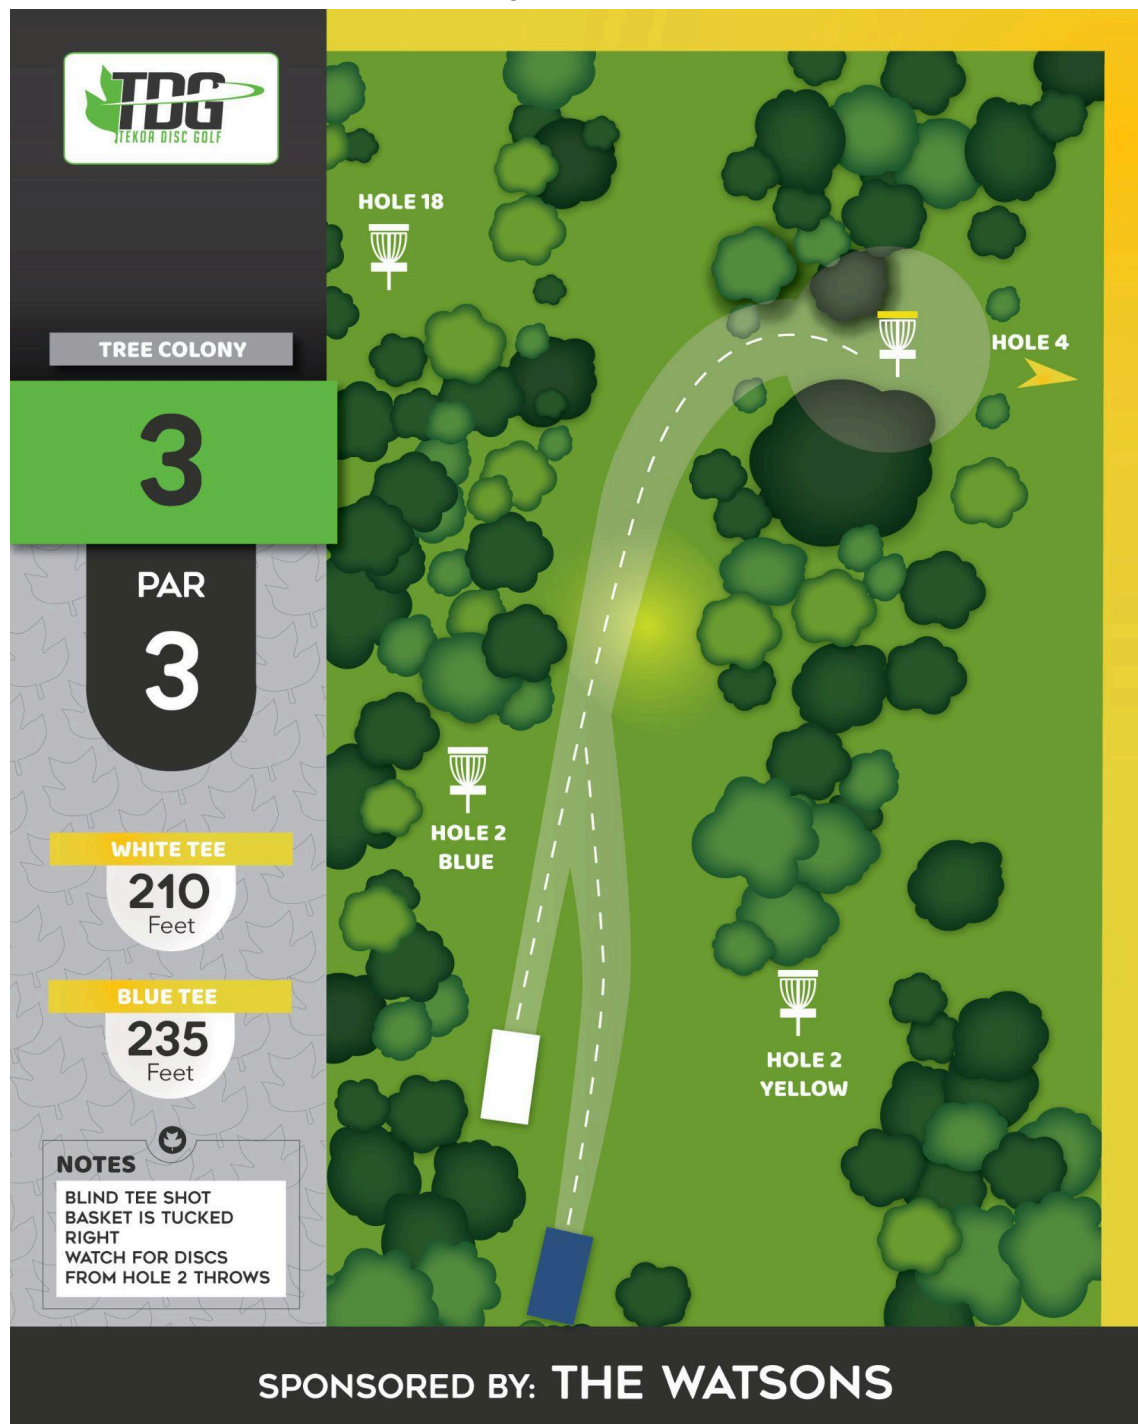 TDG
TEKOA DISC GOLF
TREE COLONY
3
PAR
3
WHITE TEE
210
Feet
BLUE TEE
235
Feet
NOTES
BLIND TEE SHOT
BASKET IS TUCKED
RIGHT
WATCH FOR DISCS
FROM HOLE 2 THROWS
HOLE 18
HOLE 4
HOLE 2
BLUE
HOLE 2
YELLOW
SPONSORED BY: THE WATSONS